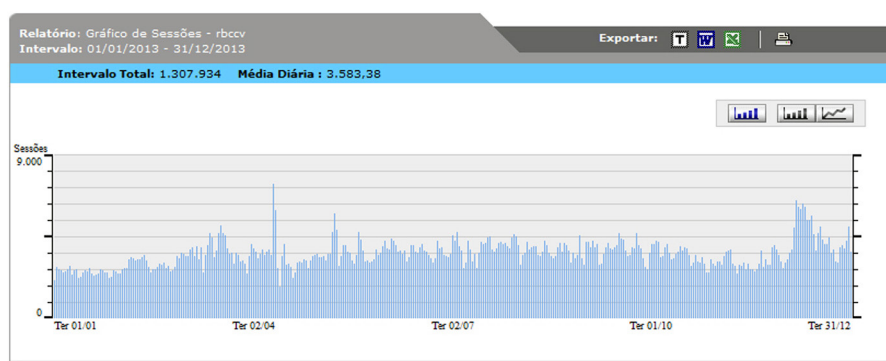 Relatório: Gráfico de Sessões - rbccv
Intervalo: 01/01/2013 - 31/12/2013
Exportar:
Intervalo Total: 1.307.934 Média Diária : 3.583,38
Sessões
9.000
0
Ter 01/01 Ter 02/04 Ter 02/07 Ter 01/10 Ter 31/12